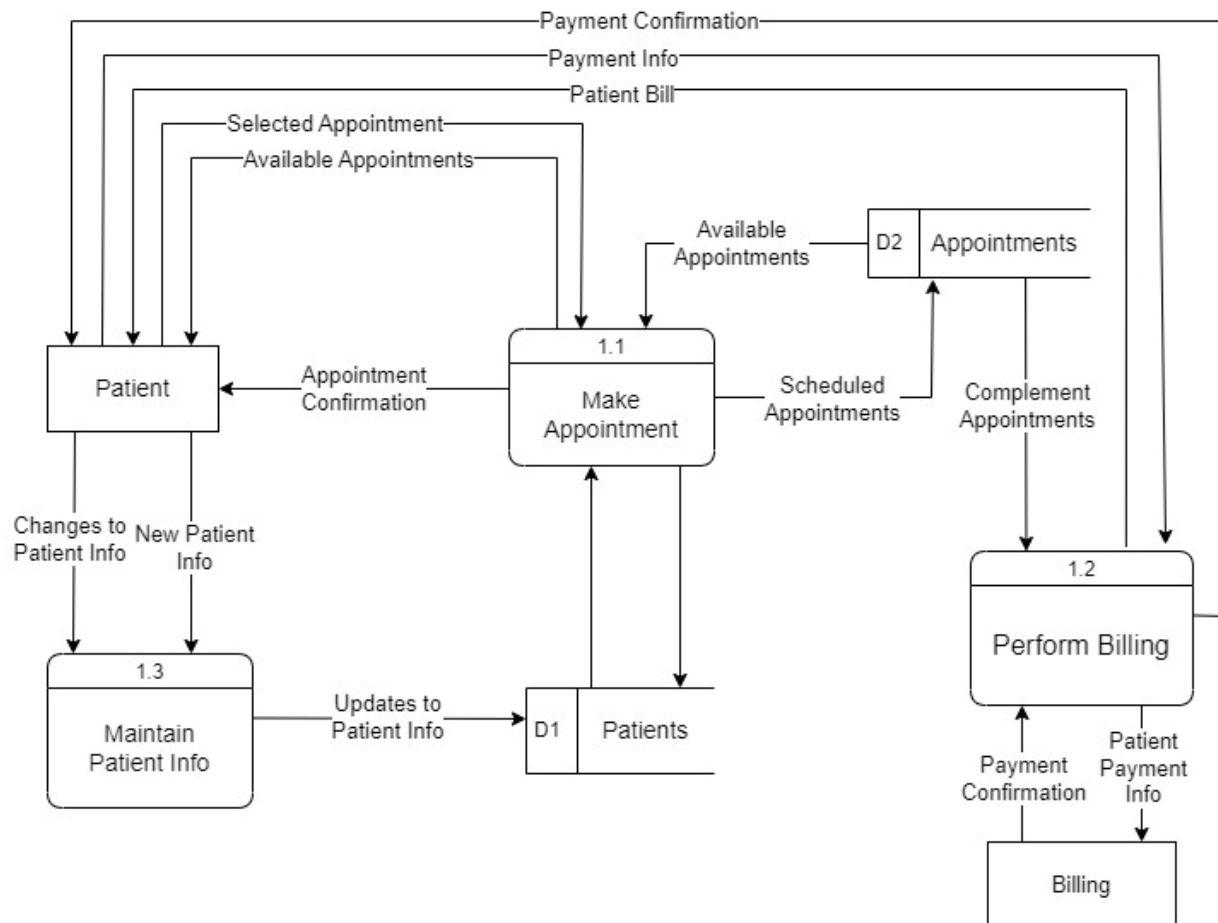 Payment Confirmation
Payment Info
Patient Bill
Selected Appointment
Available Appointments
Available
Appointments
D2
Appointments
1.1
Make
Appointment
Patient
Appointment
Confirmation
Scheduled
Appointments
Complement
Appointments
Changes to
Patient Info
New Patient
Info
1.2
Perform Billing
1.3
Maintain
Patient Info
Updates to
Patient Info
D1
Patients
Payment
Confirmation
Patient
Payment
Info
Billing